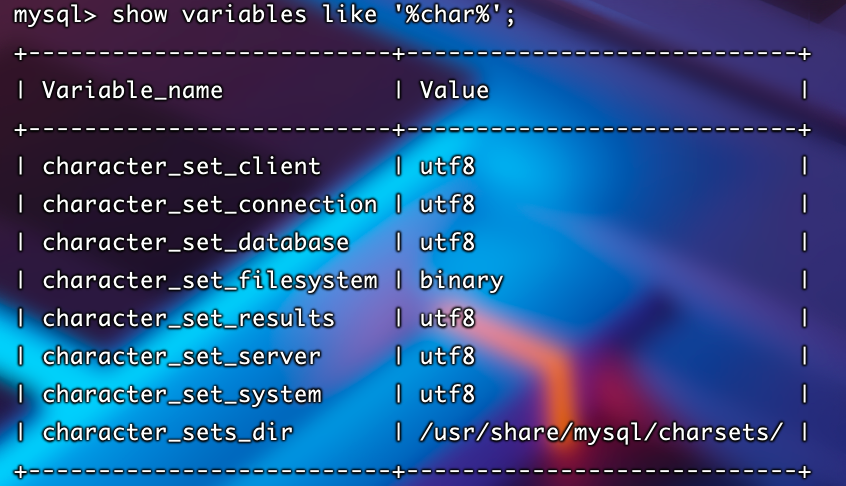 mysql> show variables like '%char%';
+--------------------------+----------------------------+
| Variable_name            | Value                      |
+--------------------------+----------------------------+
| character_set_client     | utf8                       |
| character_set_connection | utf8                       |
| character_set_database   | utf8                       |
| character_set_filesystem | binary                     |
| character_set_results    | utf8                       |
| character_set_server     | utf8                       |
| character_set_system     | utf8                       |
| character_sets_dir       | /usr/share/mysql/charsets/ |
+--------------------------+----------------------------+